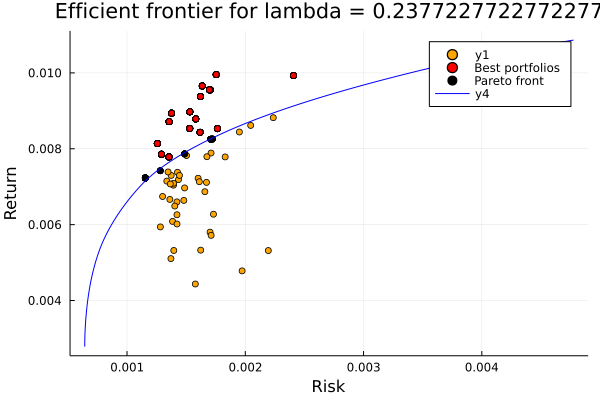 Efficient frontier for lambda = 0.2377227722772277
y1
Best portfolios
Pareto front
y4
0.010
0.008
0.006
0.004
Return
0.001
0.002
0.003
0.004
Risk